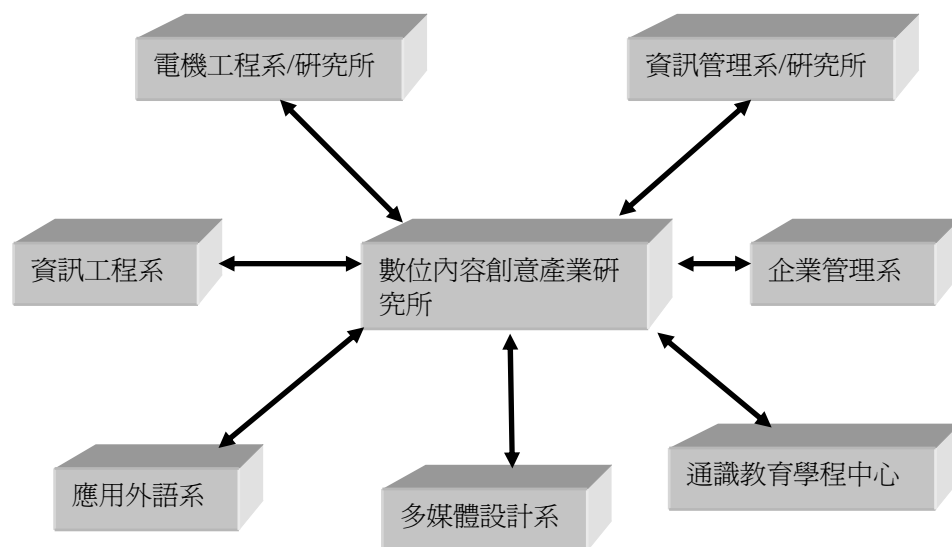 電機工程系/研究所
資訊管理系/研究所
資訊工程系
數位內容創意產業研
究所
企業管理系
應用外語系
多媒體設計系
通識教育學程中心